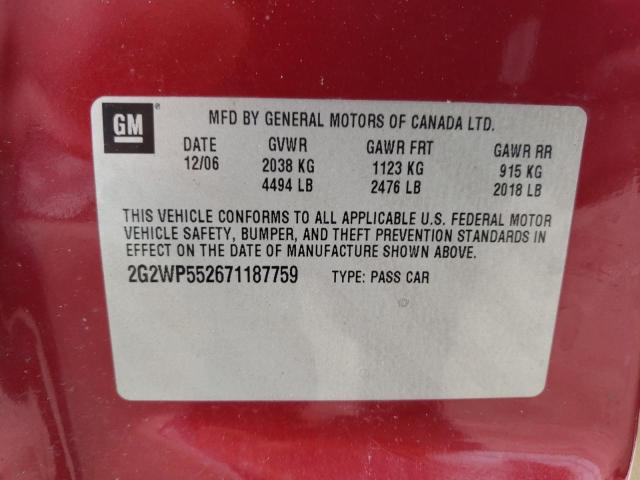 GM ®
MFD BY GENERAL MOTORS OF CANADA LTD.
DATE GVWR GAWR FRT GAWR RR
12/06 2038 KG 1123 KG 915 KG
4494 LB 2476 LB 2018 LB
THIS VEHICLE CONFORMS TO ALL APPLICABLE U.S. FEDERAL MOTOR
VEHICLE SAFETY, BUMPER, AND THEFT PREVENTION STANDARDS IN
EFFECT ON THE DATE OF MANUFACTURE SHOWN ABOVE.
2G2WP552671187759 TYPE: PASS CAR